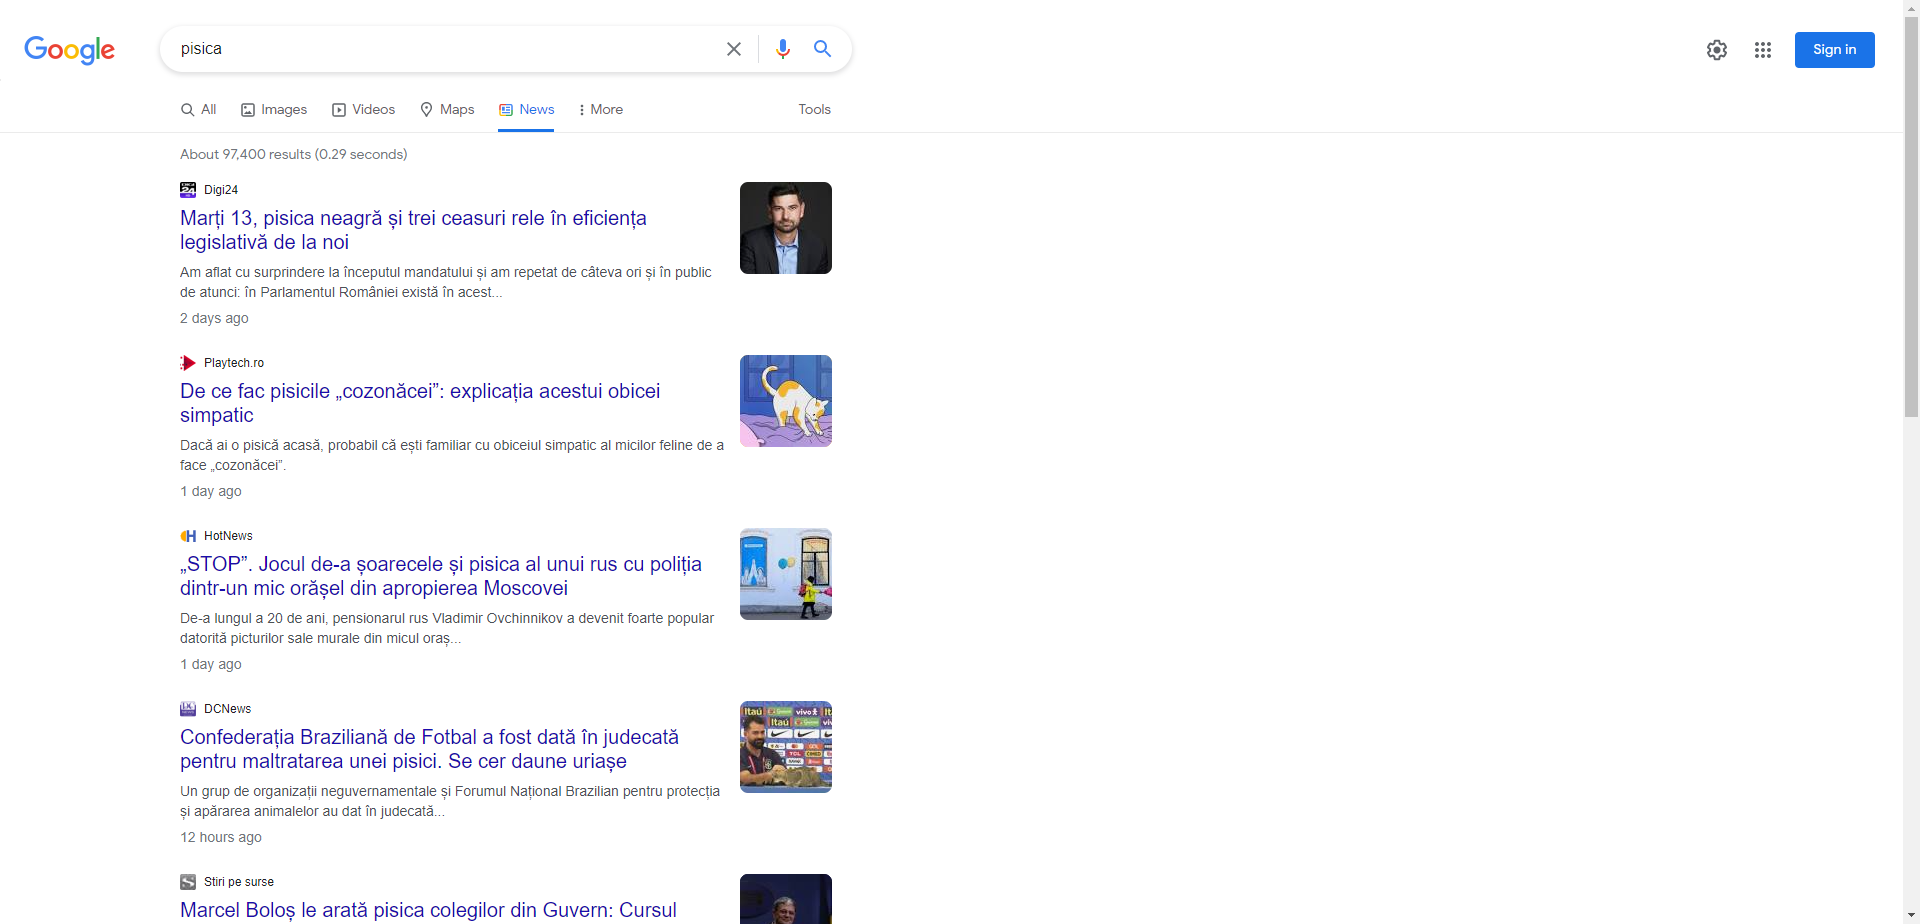 Google
pisica
Sign in
All
Images
Videos
Maps
News
More
Tools
About 97,400 results (0.29 seconds)
Digi24
Marți 13, pisica neagră și trei ceasuri rele în eficiența
legislativă de la noi
Am aflat cu surprindere la începutul mandatului și am repetat de câteva ori și în public
de atunci: în Parlamentul României există în acest...
2 days ago
Playtech.ro
De ce fac pisicile „cozonăcei”: explicația acestui obicei
simpatic
Dacă ai o pisică acasă, probabil că ești familiar cu obiceiul simpatic al micilor feline de a
face „cozonăcei”.
1 day ago
HotNews
„STOP”. Jocul de-a șoarecele și pisica al unui rus cu poliția
dintr-un mic orășel din apropierea Moscovei
De-a lungul a 20 de ani, pensionarul rus Vladimir Ovchinnikov a devenit foarte popular
datorită picturilor sale murale din micul oraș...
1 day ago
DCNews
Confederația Braziliană de Fotbal a fost dată în judecată
pentru maltratarea unei pisici. Se cer daune uriașe
Un grup de organizații neguvernamentale și Forumul Național Brazilian pentru protecția
și apărarea animalelor au dat în judecată...
12 hours ago
Stiri pe surse
Marcel Boloș le arată pisica colegilor din Guvern: Cursul